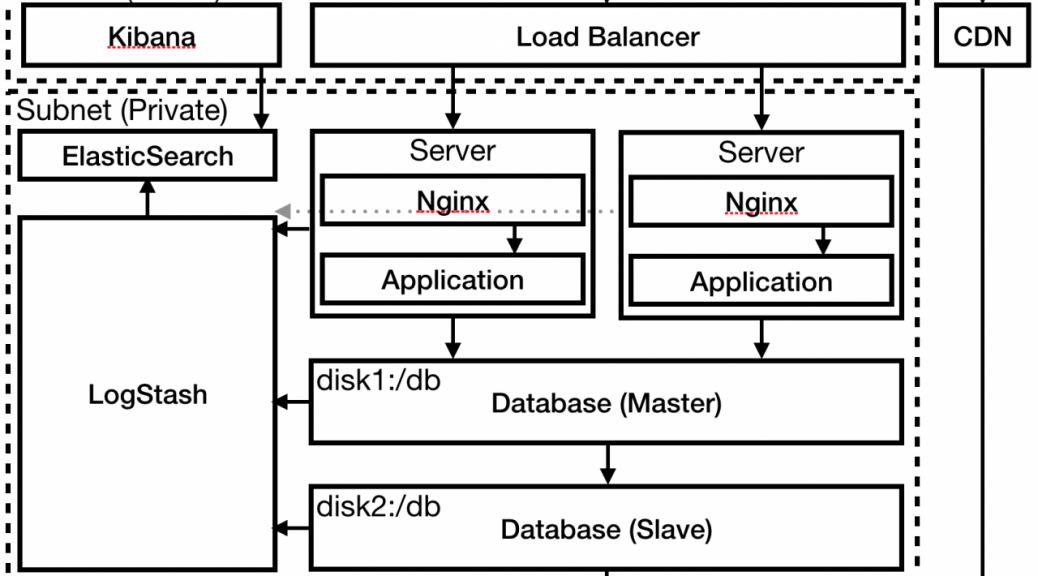 Kibana
Load Balancer
CDN
Subnet (Private)
ElasticSearch
Server
Server
Nginx
Nginx
Application
Application
LogStash
disk1:/db
Database (Master)
disk2:/db
Database (Slave)